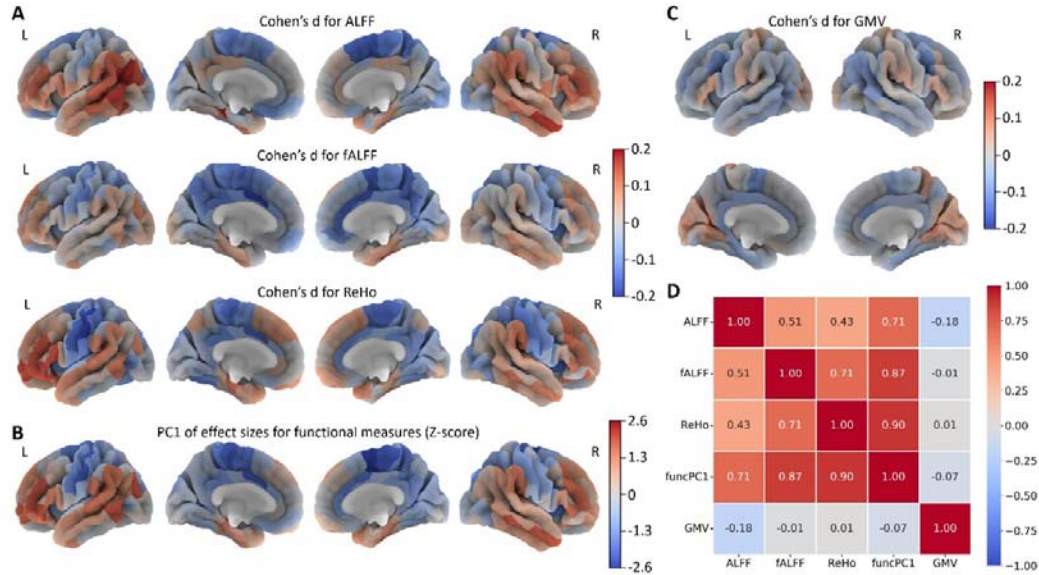 A
Cohen's d for ALFF
L
R
Cohen's d for fALFF
L
R
0.2
0.1
0
-0.1
-0.2
Cohen's d for ReHo
L
R
B
PC1 of effect sizes for functional measures (Z-score)
L
R
2.6
1.3
0
-1.3
-2.6
C
Cohen's d for GMV
L
R
0.2
0.1
0
-0.1
-0.2
D
ALFF 1.00 0.51 0.43 0.71 -0.18
fALFF 0.51 1.00 0.71 0.87 -0.01
ReHo 0.43 0.71 1.00 0.90 0.01
funcPC1 0.71 0.87 0.90 1.00 -0.07
GMV -0.18 -0.01 0.01 -0.07 1.00
ALFF fALFF ReHo funcPC1 GMV
1.00
0.75
0.50
0.25
0.00
−0.25
−0.50
−0.75
−1.00